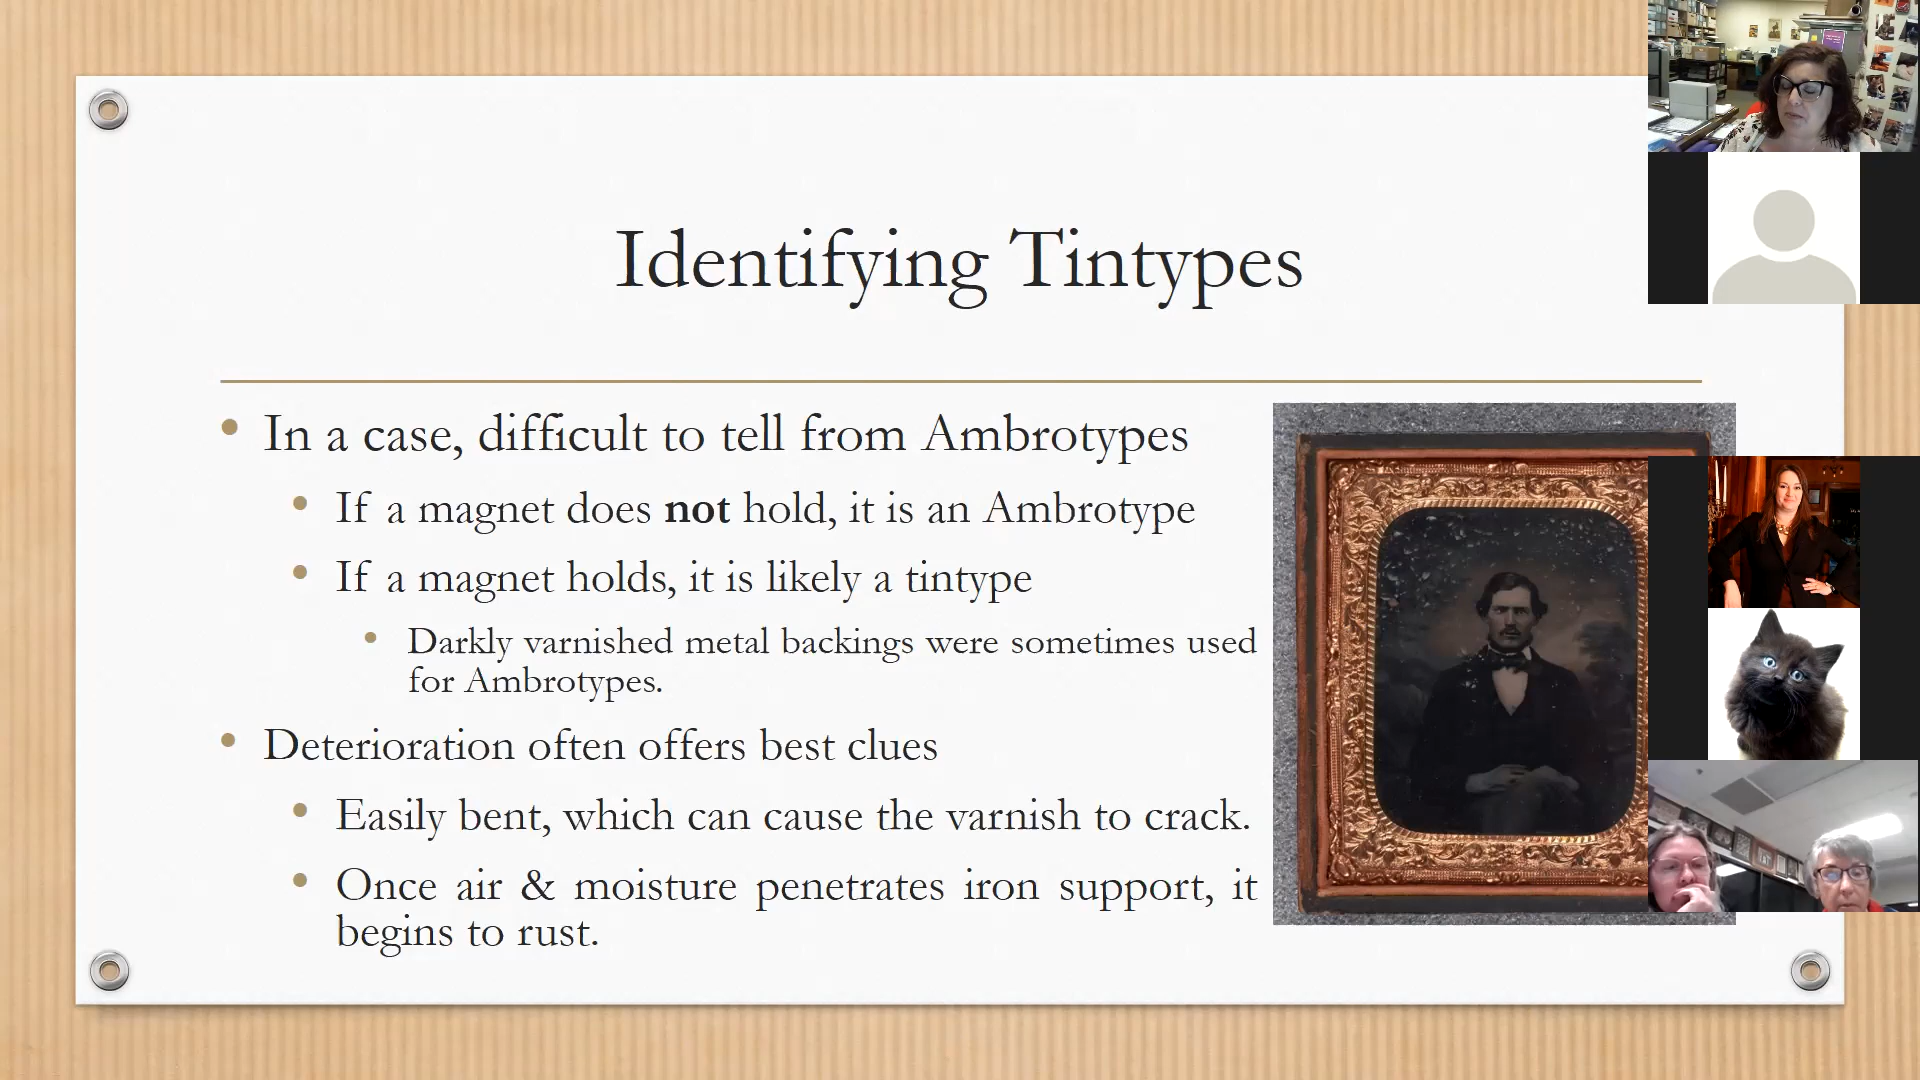 Identifying Tintypes
In a case, difficult to tell from Ambrotypes
If a magnet does not hold, it is an Ambrotype
If a magnet holds, it is likely a tintype
Darkly varnished metal backings were sometimes used
for Ambrotypes.
Deterioration often offers best clues
Easily bent, which can cause the varnish to crack.
Once air & moisture penetrates iron support, it
begins to rust.